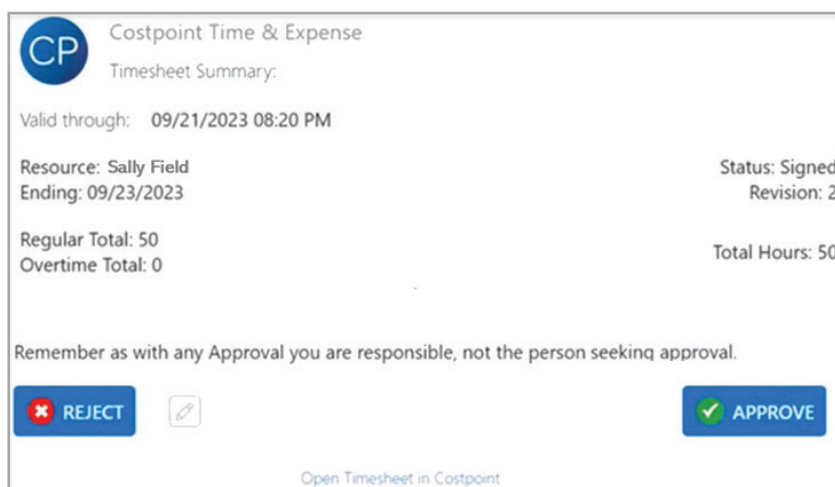 CP
Costpoint Time & Expense
Timesheet Summary:
Valid through: 09/21/2023 08:20 PM
Resource: Sally Field
Status: Signed
Ending: 09/23/2023
Revision: 2
Regular Total: 50
Overtime Total: 0
Total Hours: 50
Remember as with any Approval you are responsible, not the person seeking approval.
REJECT
APPROVE
Open Timesheet in Costpoint